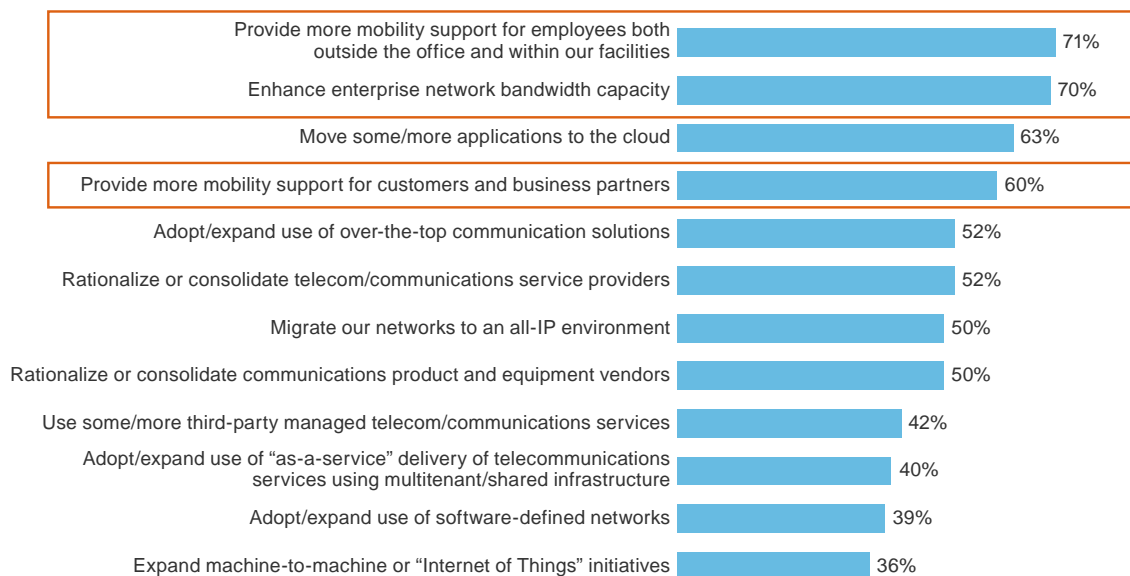 Provide more mobility support for employees both
outside the office and within our facilities
71%
Enhance enterprise network bandwidth capacity
70%
Move some/more applications to the cloud
63%
Provide more mobility support for customers and business partners
60%
Adopt/expand use of over-the-top communication solutions
52%
Rationalize or consolidate telecom/communications service providers
52%
Migrate our networks to an all-IP environment
50%
Rationalize or consolidate communications product and equipment vendors
50%
Use some/more third-party managed telecom/communications services
42%
Adopt/expand use of “as-a-service” delivery of telecommunications
services using multitenant/shared infrastructure
40%
Adopt/expand use of software-defined networks
39%
Expand machine-to-machine or “Internet of Things” initiatives
36%